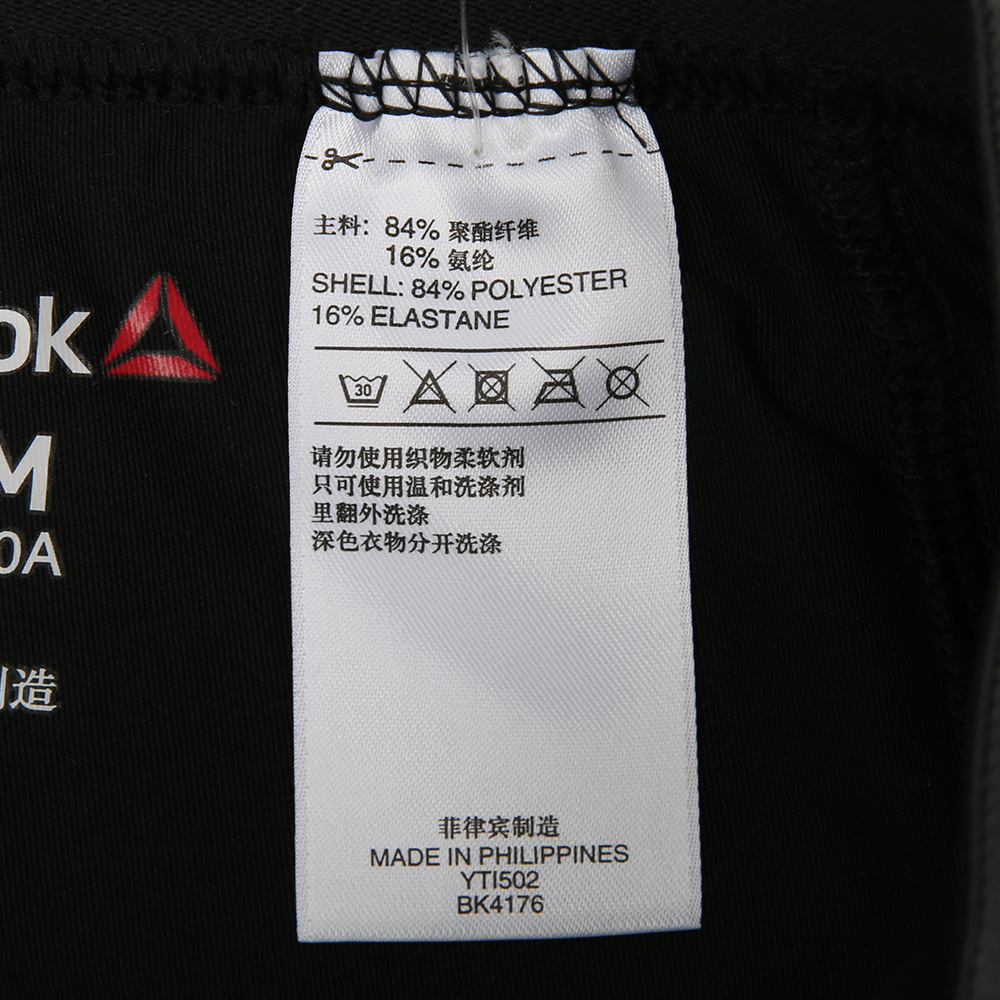 主料: 84% 聚酯纤维
16% 氨纶
SHELL: 84% POLYESTER
16% ELASTANE
30
请勿使用织物柔软剂
只可使用温和洗涤剂
里翻外洗涤
深色衣物分开洗涤
菲律宾制造
MADE IN PHILIPPINES
YTI502
BK4176
ok
M
0A
制造